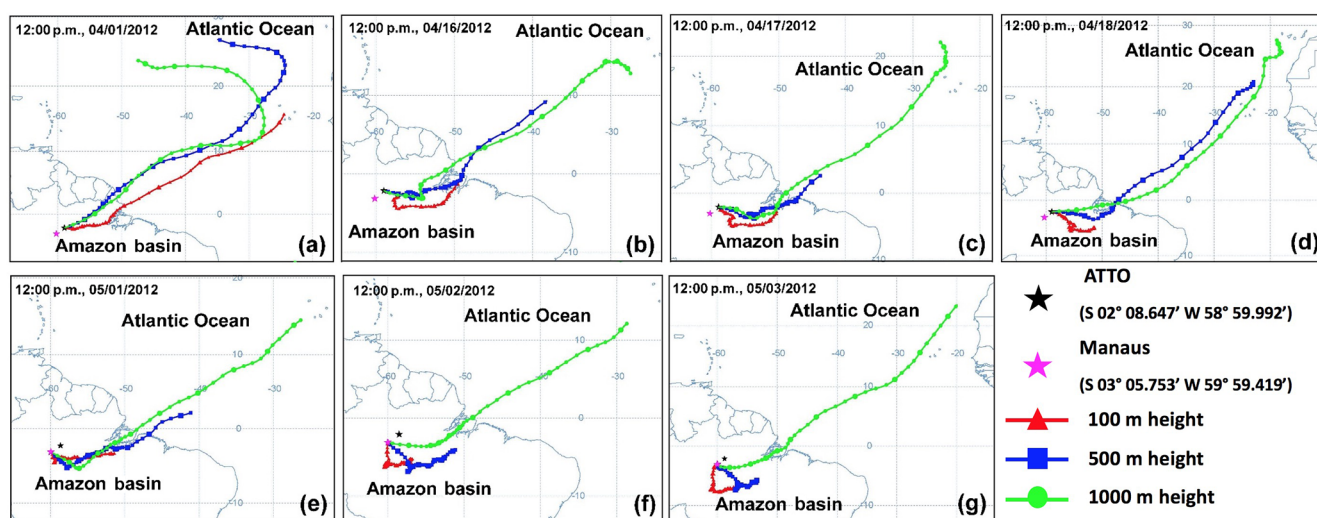 12:00 p.m., 04/01/2012
Atlantic Ocean
-50
-40
-30
-20
20
10
0
Amazon basin
(a)
12:00 p.m., 04/16/2012
Atlantic Ocean
-60
-50
-40
-30
10
0
-10
Amazon basin
(b)
12:00 p.m., 04/17/2012
Atlantic Ocean
-60
-50
-40
-30
-20
20
10
0
-10
Amazon basin
(c)
12:00 p.m., 04/18/2012
Atlantic Ocean
-60
-50
-40
-30
-20
30
20
10
0
Amazon basin
(d)
12:00 p.m., 05/01/2012
Atlantic Ocean
-60
-50
-40
-30
20
10
0
-10
Amazon basin
(e)
12:00 p.m., 05/02/2012
Atlantic Ocean
-60
-50
-40
-30
10
0
-10
Amazon basin
(f)
12:00 p.m., 05/03/2012
Atlantic Ocean
-60
-50
-40
-30
-20
20
10
0
Amazon basin
(g)
ATTO
(S 02° 08.647’ W 58° 59.992’)
Manaus
(S 03° 05.753’ W 59° 59.419’)
100 m height
500 m height
1000 m height